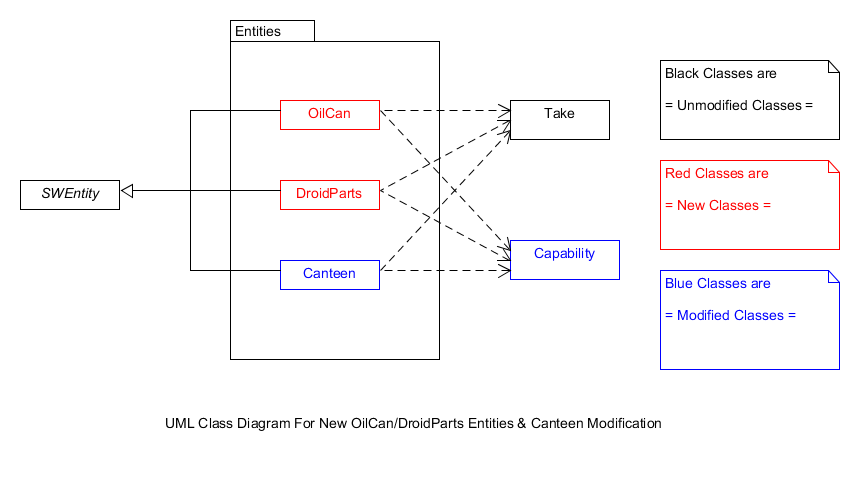 Entities
Black Classes are
= Unmodified Classes =
OilCan
Take
Red Classes are
SWEntity
DroidParts
= New Classes =
Canteen
Capability
Blue Classes are
= Modified Classes =
UML Class Diagram For New OilCan/DroidParts Entities & Canteen Modification